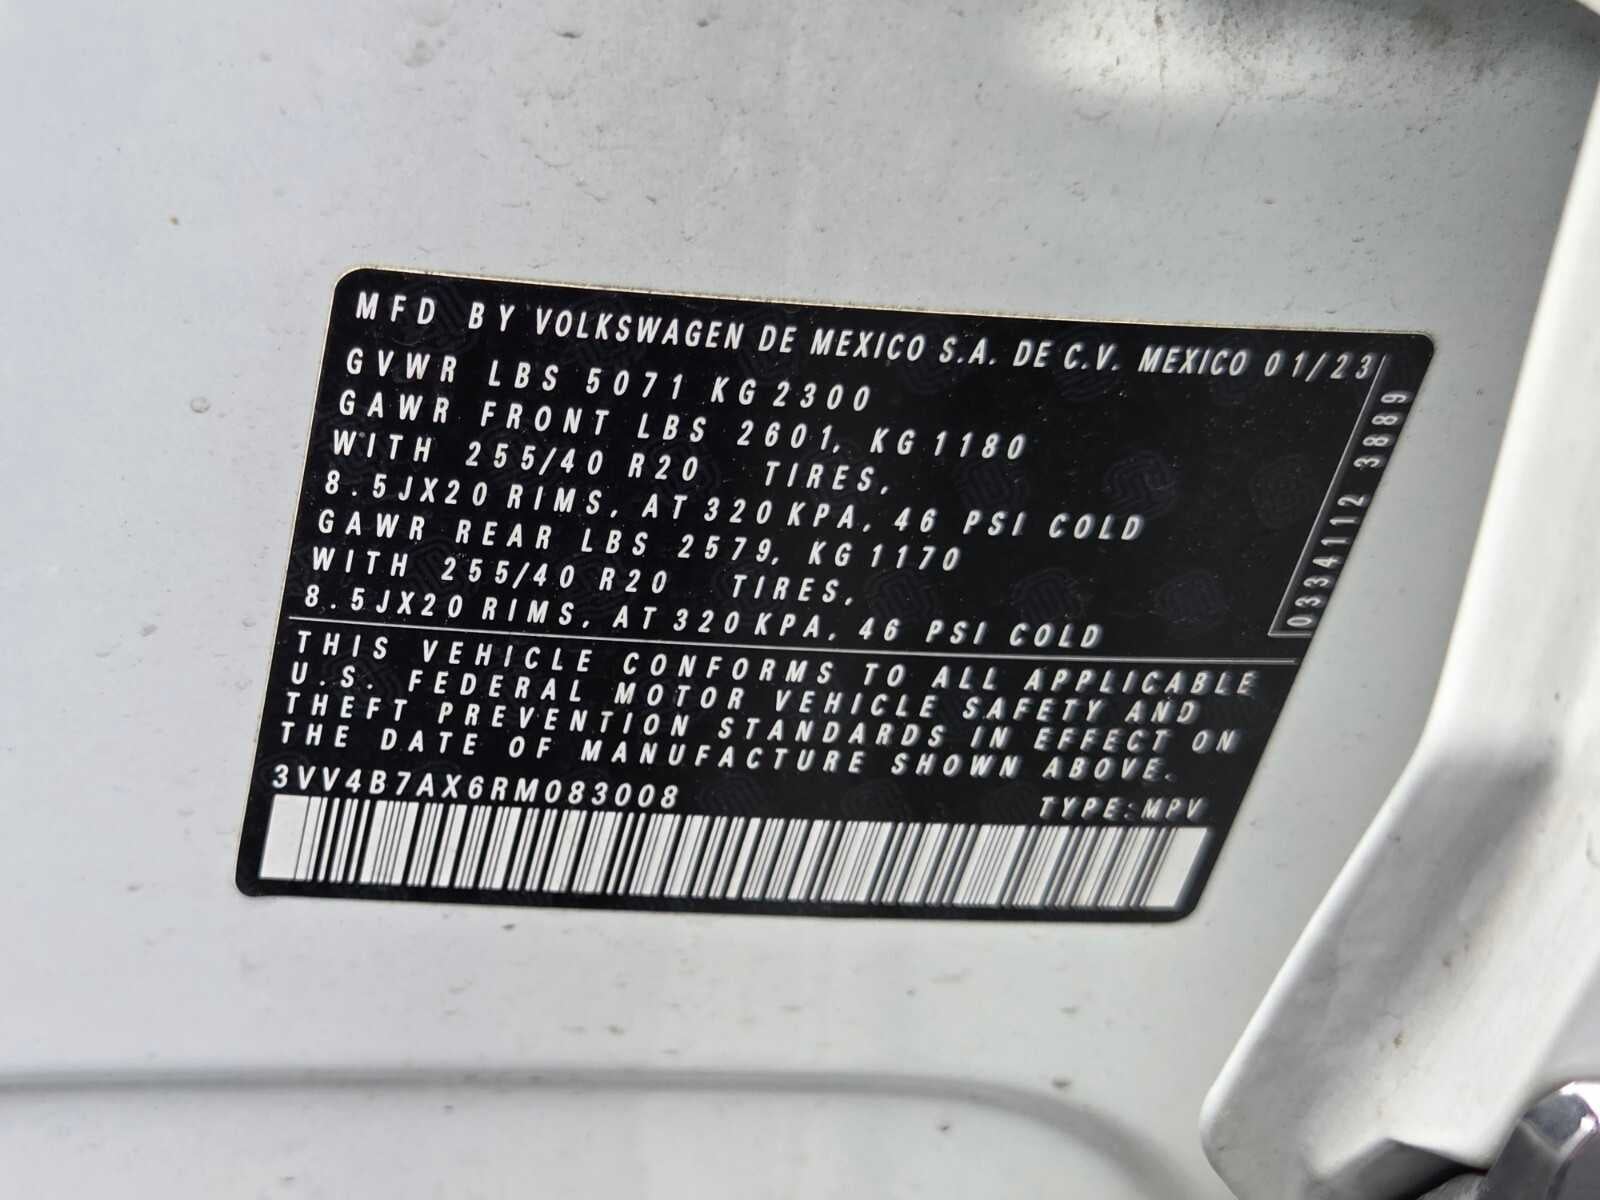 MFD BY VOLKSWAGEN DE MEXICO S.A. DE C.V. MEXICO 01/23
GVWR LBS 5071 KG 2300
GAWR FRONT LBS 2601, KG 1180
WITH 255/40 R20 TIRES,
8.5JX20 RIMS, AT 320 KPA, 46 PSI COLD
GAWR REAR LBS 2579, KG 1170
WITH 255/40 R20 TIRES,
8.5JX20 RIMS, AT 320 KPA, 46 PSI COLD
0334112 3889
THIS VEHICLE CONFORMS TO ALL APPLICABLE
U.S. FEDERAL MOTOR VEHICLE SAFETY AND
THEFT PREVENTION STANDARDS IN EFFECT ON
THE DATE OF MANUFACTURE SHOWN ABOVE.
3VV4B7AX6RM083008
TYPE: MPV